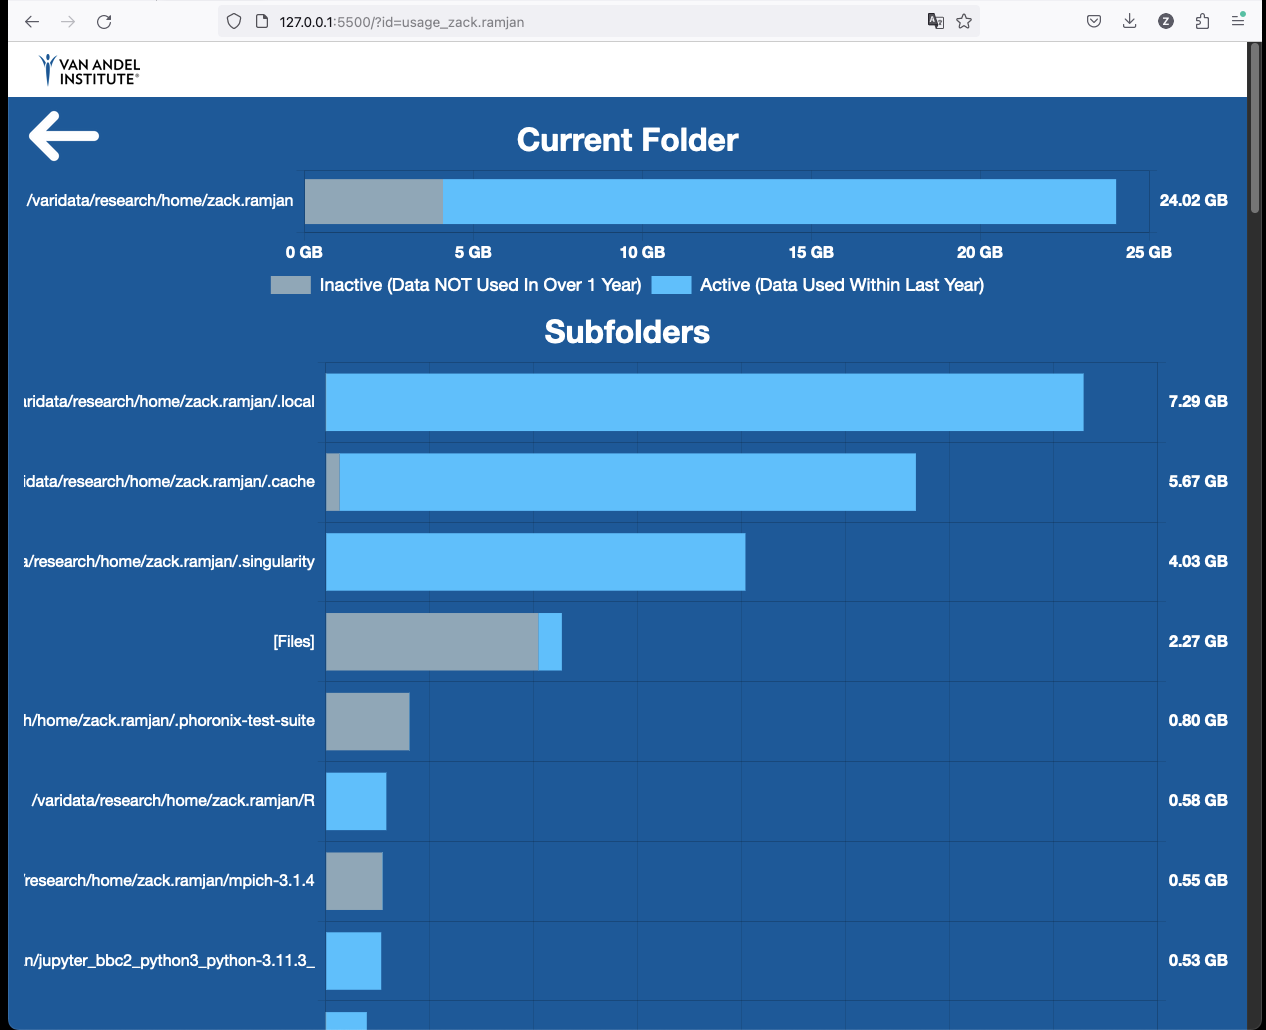 127.0.0.1:5500/?id=usage_zack.ramjan
VAN ANDEL
INSTITUTE®
Current Folder
/varidata/research/home/zack.ramjan
24.02 GB
0 GB 5 GB 10 GB 15 GB 20 GB 25 GB
Inactive (Data NOT Used In Over 1 Year) Active (Data Used Within Last Year)
Subfolders
aridata/research/home/zack.ramjan/.local 7.29 GB
idata/research/home/zack.ramjan/.cache 5.67 GB
a/research/home/zack.ramjan/.singularity 4.03 GB
[Files] 2.27 GB
h/home/zack.ramjan/.phoronix-test-suite 0.80 GB
/varidata/research/home/zack.ramjan/R 0.58 GB
/research/home/zack.ramjan/mpich-3.1.4 0.55 GB
n/jupyter_bbc2_python3_python-3.11.3_ 0.53 GB